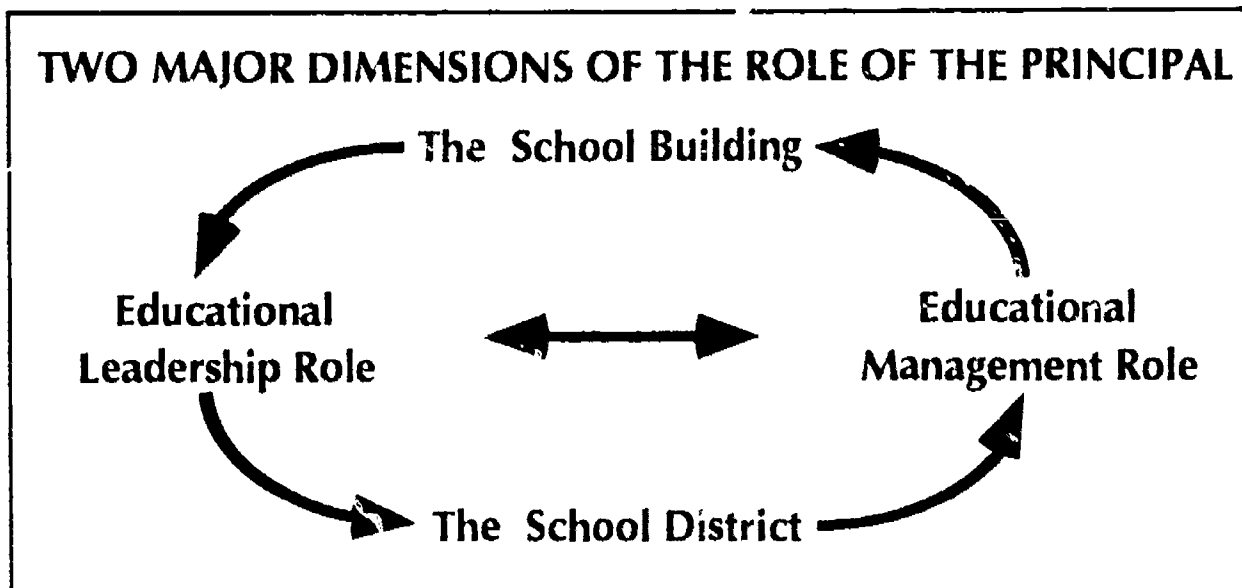 TWO MAJOR DIMENSIONS OF THE ROLE OF THE PRINCIPAL
The School Building
Educational
Leadership Role
Educational
Management Role
The School District